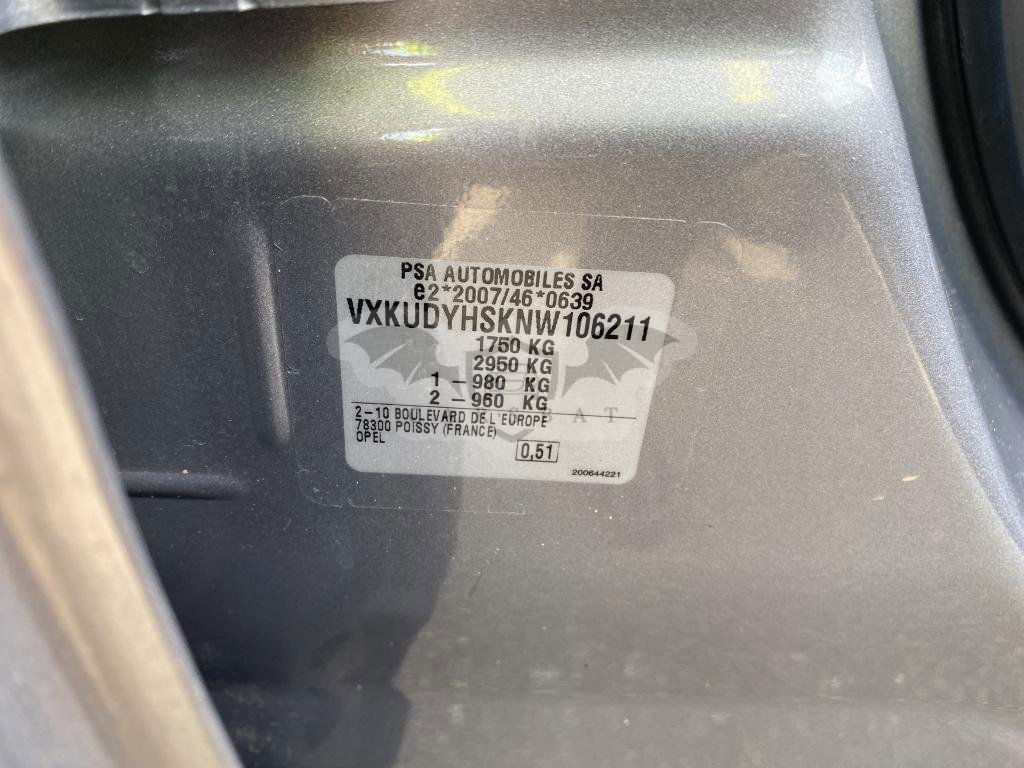 PSA AUTOMOBILES SA
e2*2007/46*0639
VXKUDYHSKNW106211
1750 KG
2950 KG
1 - 980 KG
2 - 960 KG
2-10 BOULEVARD DE L'EUROPE
78300 POISSY (FRANCE)
OPEL
0,51
200644221